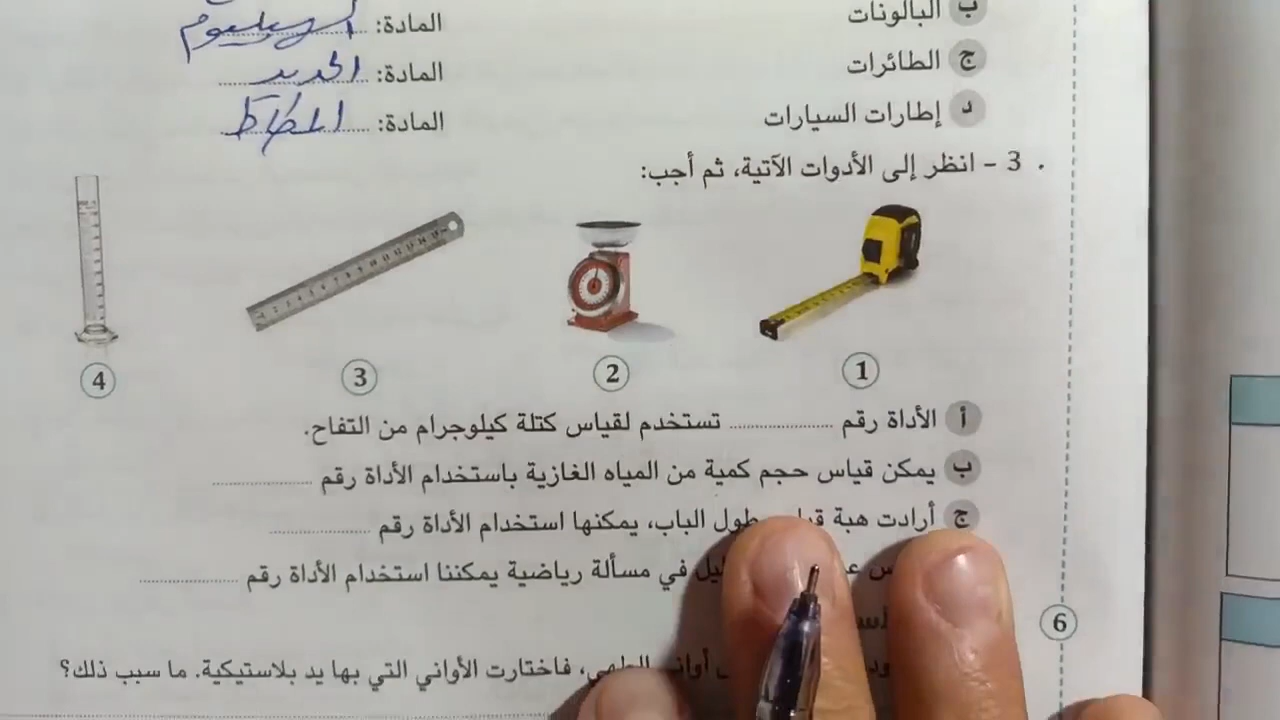 ب البالونات المادة: الهيليوم
ج الطائرات المادة: الحديد
د إطارات السيارات المادة: المطاط
3 - انظر إلى الأدوات الآتية، ثم أجب:
1 2 3 4
أ الأداة رقم ............ تستخدم لقياس كتلة كيلوجرام من التفاح.
ب يمكن قياس حجم كمية من المياه الغازية باستخدام الأداة رقم ............
ج أرادت هبة طول الباب، يمكنها استخدام الأداة رقم ............
في مسألة رياضية يمكننا استخدام الأداة رقم ............
6
أواني الطهي، فاختارت الأواني التي بها يد بلاستيكية. ما سبب ذلك؟